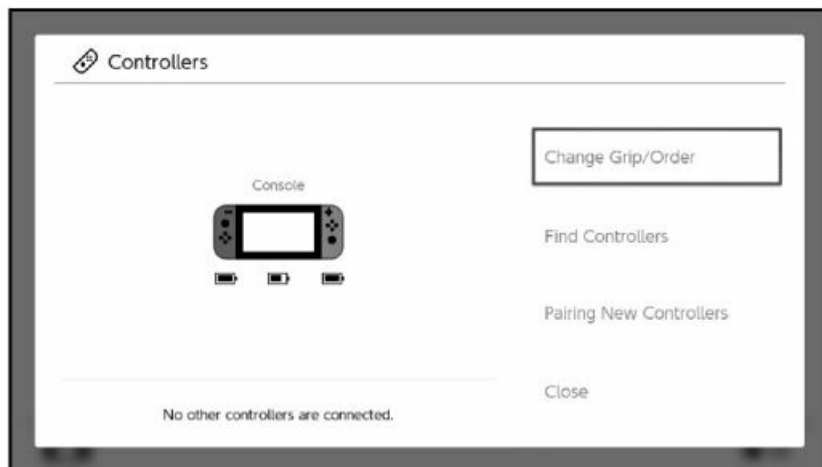 Controllers
Console
Change Grip/Order
Find Controllers
Pairing New Controllers
Close
No other controllers are connected.